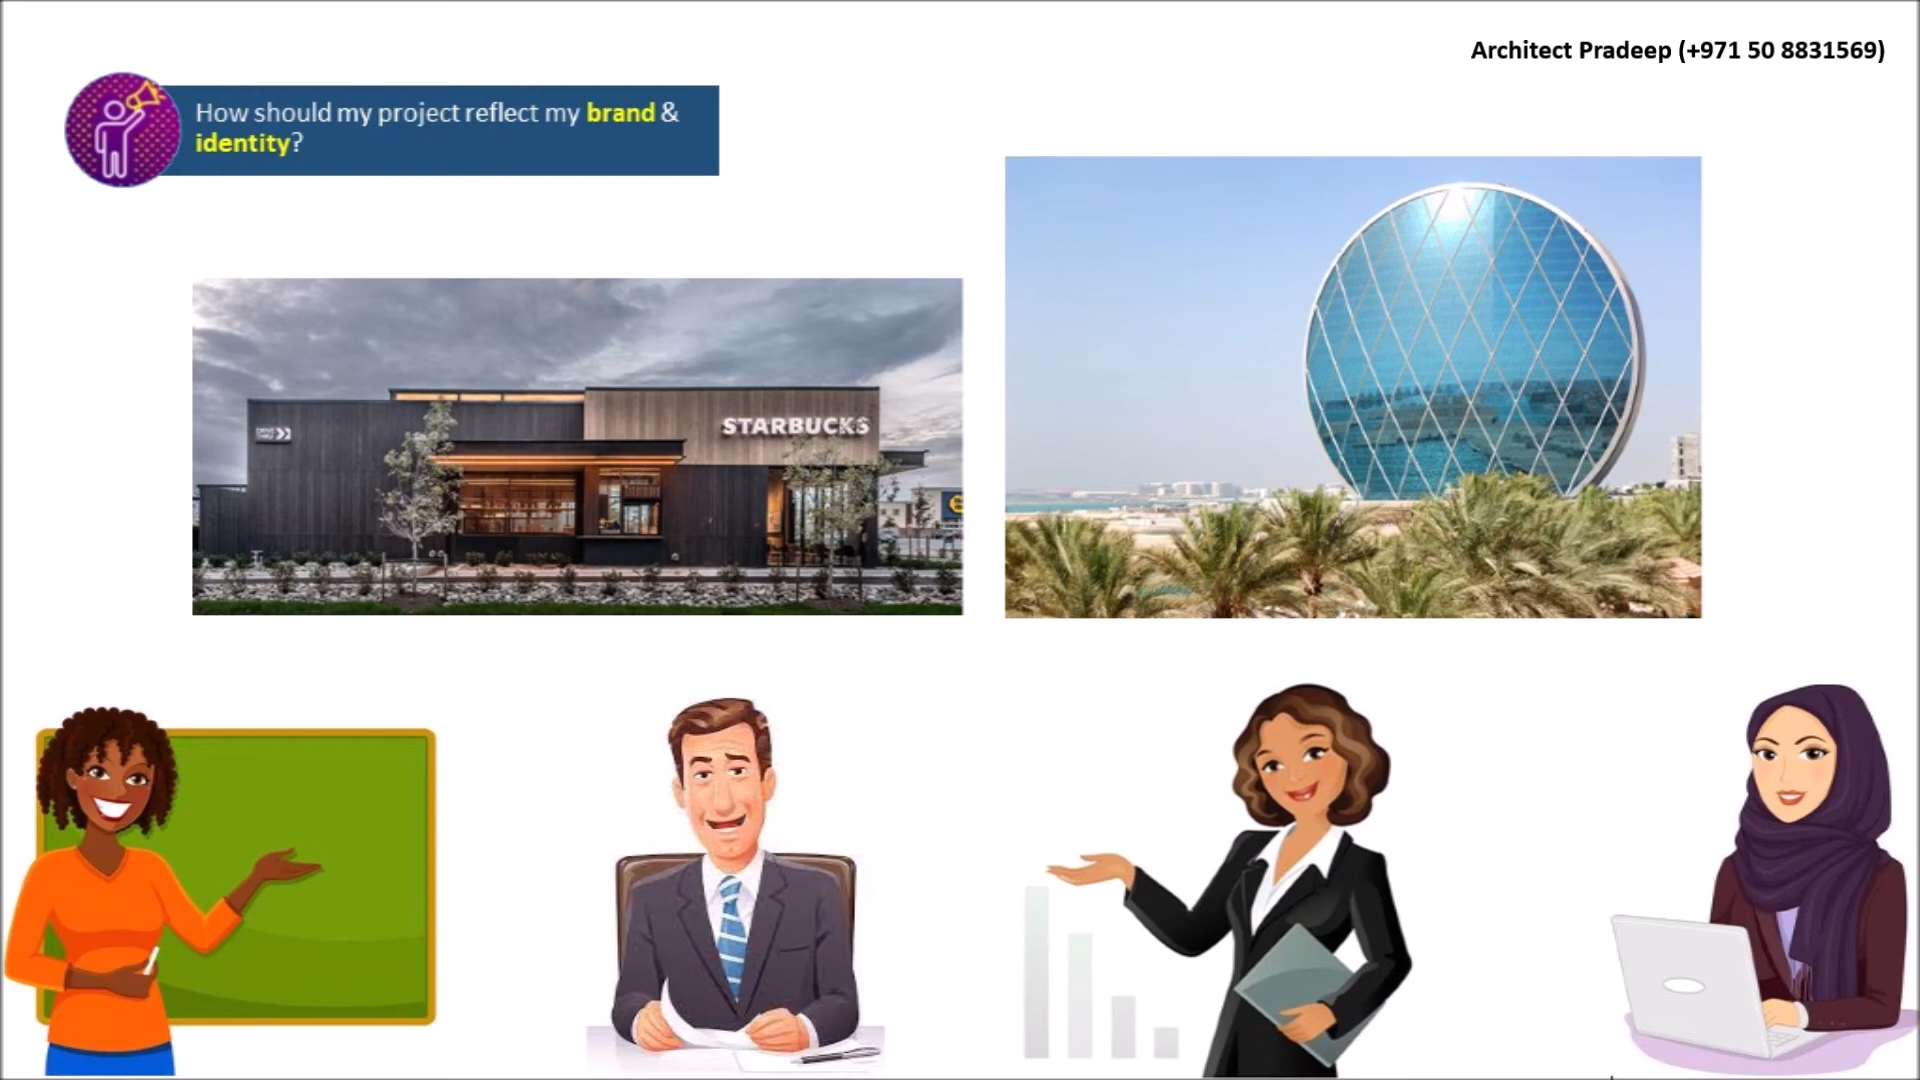 Architect Pradeep (+971 50 8831569)
How should my project reflect my brand &
identity?
STARBUCKS